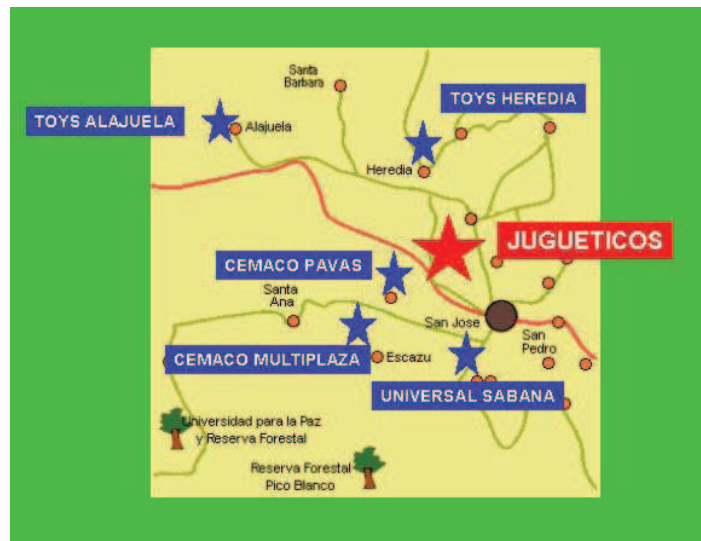 Santa
Barbara
TOYS HEREDIA
TOYS ALAJUELA
Alajuela
Heredia
JUGUETICOS
CEMACO PAVAS
Santa
Ana
San Jose
San
Pedro
CEMACO MULTIPLAZA
Escazu
UNIVERSAL SABANA
Universidad para la Paz
y Reserva Forestal
Reserva Forestal
Pico Blanco